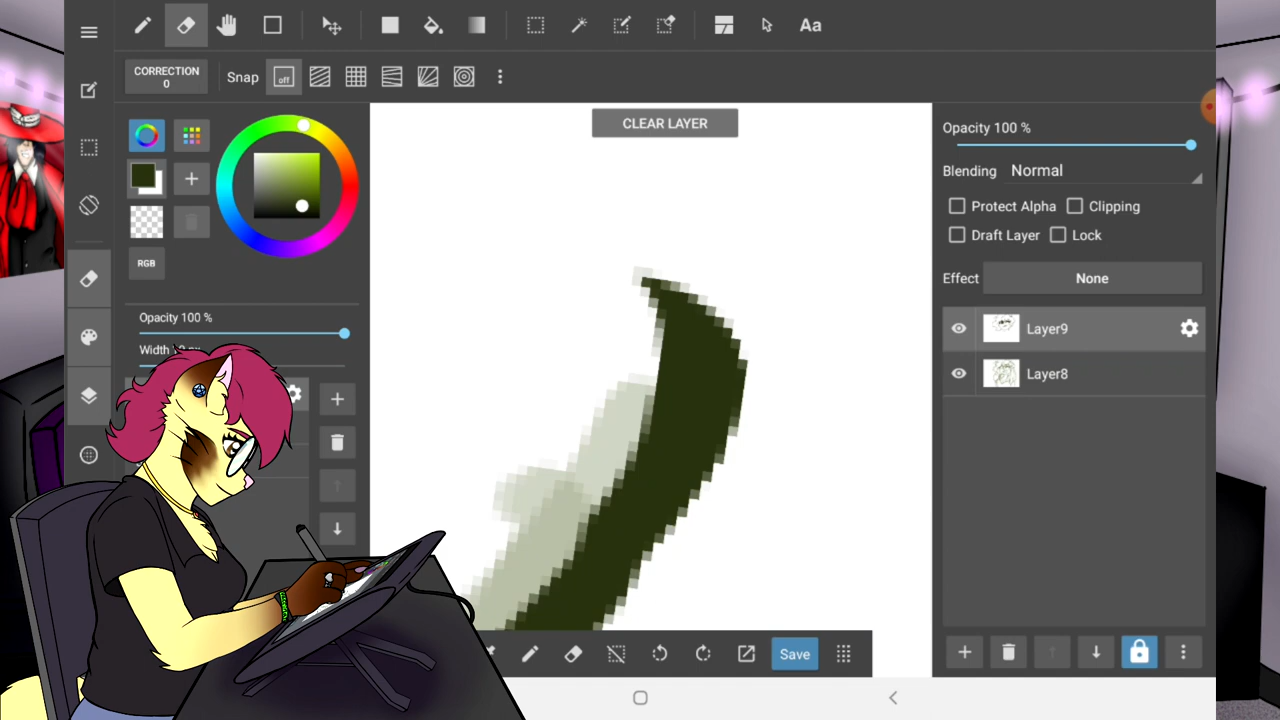 Aa
CORRECTION
0
Snap
off
CLEAR LAYER
RGB
Opacity 100 %
Opacity 100 %
Blending Normal
Protect Alpha Clipping
Draft Layer Lock
Effect None
Layer9
Layer8
Save